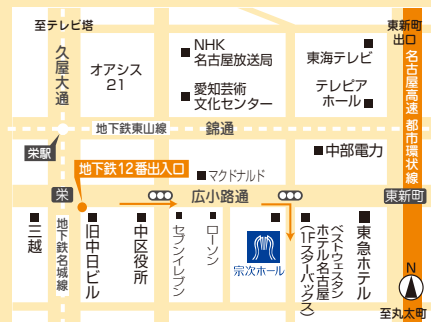 至テレビ塔
久屋大通
オアシス
21
NHK
名古屋放送局
愛知芸術
文化センター
東海テレビ
テレピア
ホール
東新町
出口
名古屋高速 都市環状線
地下鉄東山線
錦通
栄駅
中部電力
地下鉄12番出入口
マクドナルド
栄
広小路通
東新町
三越
地下鉄名城線
旧中日ビル
中区役所
セブンイレブン
ローソン
宗次ホール
ベストウェスタン
ホテル名古屋
(1Fスターバックス)
東急ホテル
N
至丸太町